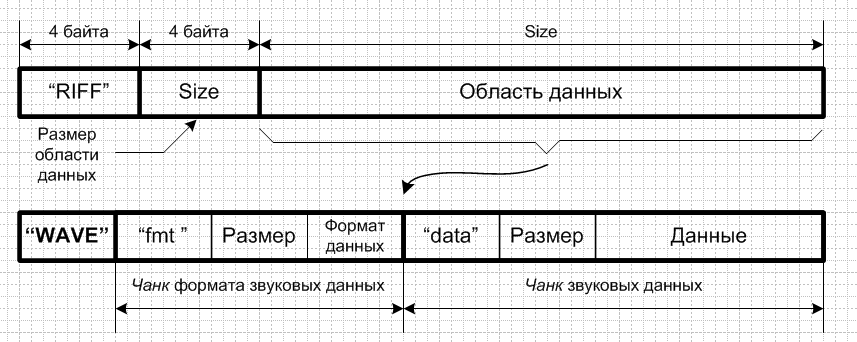 4 байта
4 байта
Size
“RIFF”
Size
Область данных
Размер
области
данных
“WAVE”
“fmt ”
Размер
Формат
данных
“data”
Размер
Данные
Чанк формата звуковых данных
Чанк звуковых данных